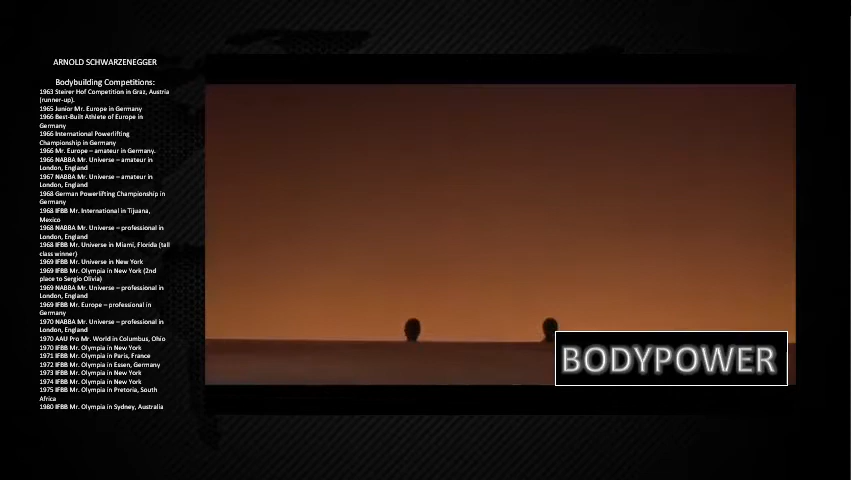 ARNOLD SCHWARZENEGGER
Bodybuilding Competitions:
1963 Steirer Hof Competition in Graz, Austria
(runner-up).
1965 Junior Mr. Europe in Germany
1966 Best-Built Athlete of Europe in
Germany
1966 International Powerlifting
Championship in Germany
1966 Mr. Europe – amateur in Germany.
1966 NABBA Mr. Universe – amateur in
London, England
1967 NABBA Mr. Universe – amateur in
London, England
1968 German Powerlifting Championship in
Germany
1968 IFBB Mr. International in Tijuana,
Mexico
1968 NABBA Mr. Universe – professional in
London, England
1968 IFBB Mr. Universe in Miami, Florida (tall
class winner)
1969 IFBB Mr. Universe in New York
1969 IFBB Mr. Olympia in New York (2nd
place to Sergio Olivia)
1969 NABBA Mr. Universe – professional in
London, England
1969 IFBB Mr. Europe – professional in
Germany
1970 NABBA Mr. Universe – professional in
London, England
1970 AAU Pro Mr. World in Columbus, Ohio
1970 IFBB Mr. Olympia in New York
1971 IFBB Mr. Olympia in Paris, France
1972 IFBB Mr. Olympia in Essen, Germany
1973 IFBB Mr. Olympia in New York
1974 IFBB Mr. Olympia in New York
1975 IFBB Mr. Olympia in Pretoria, South
Africa
1980 IFBB Mr. Olympia in Sydney, Australia
BODYPOWER